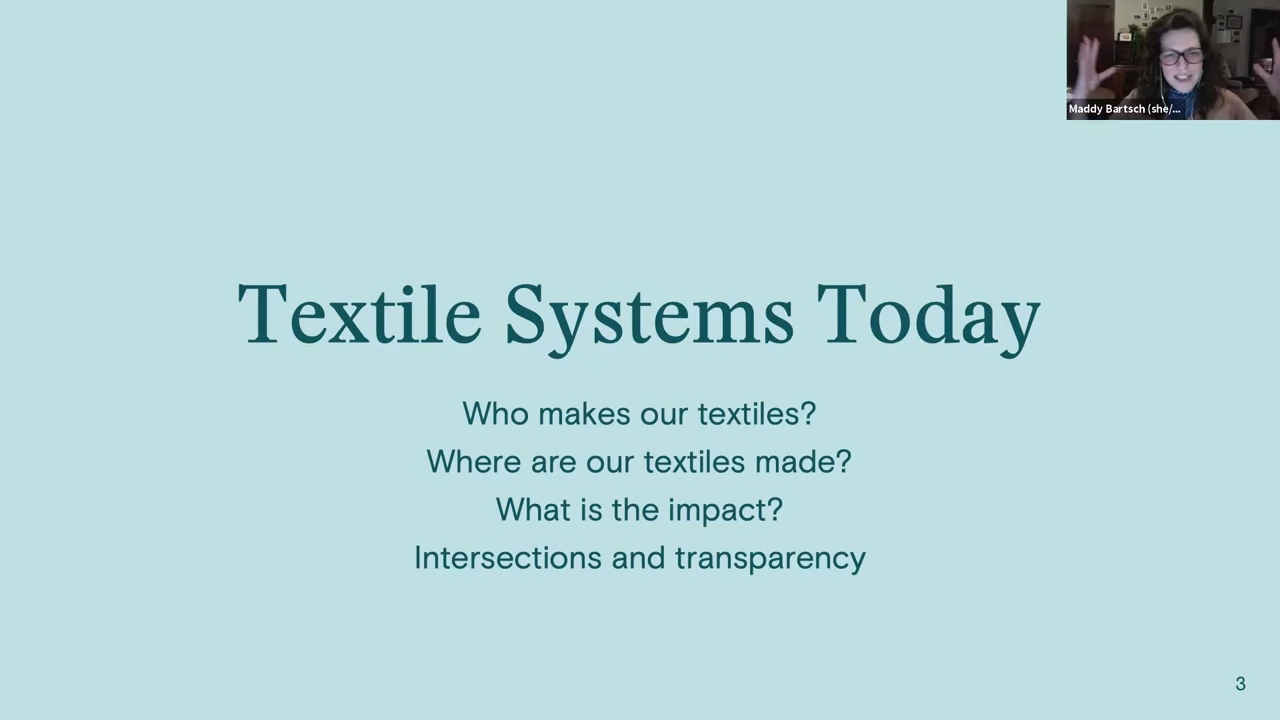 Maddy Bartsch (she/...
Textile Systems Today
Who makes our textiles?
Where are our textiles made?
What is the impact?
Intersections and transparency
3